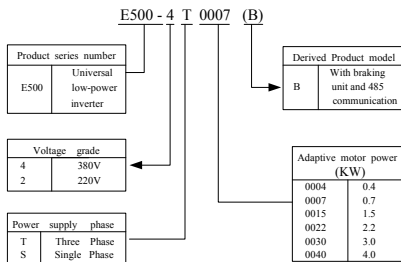 E500 - 4 T 0007 (B)
Product series number
E500 Universal low-power inverter
Voltage grade
4 380V
2 220V
Power supply phase
T Three Phase
S Single Phase
Derived Product model
B With braking unit and 485 communication
Adaptive motor power
(KW)
0004 0.4
0007 0.7
0015 1.5
0022 2.2
0030 3.0
0040 4.0